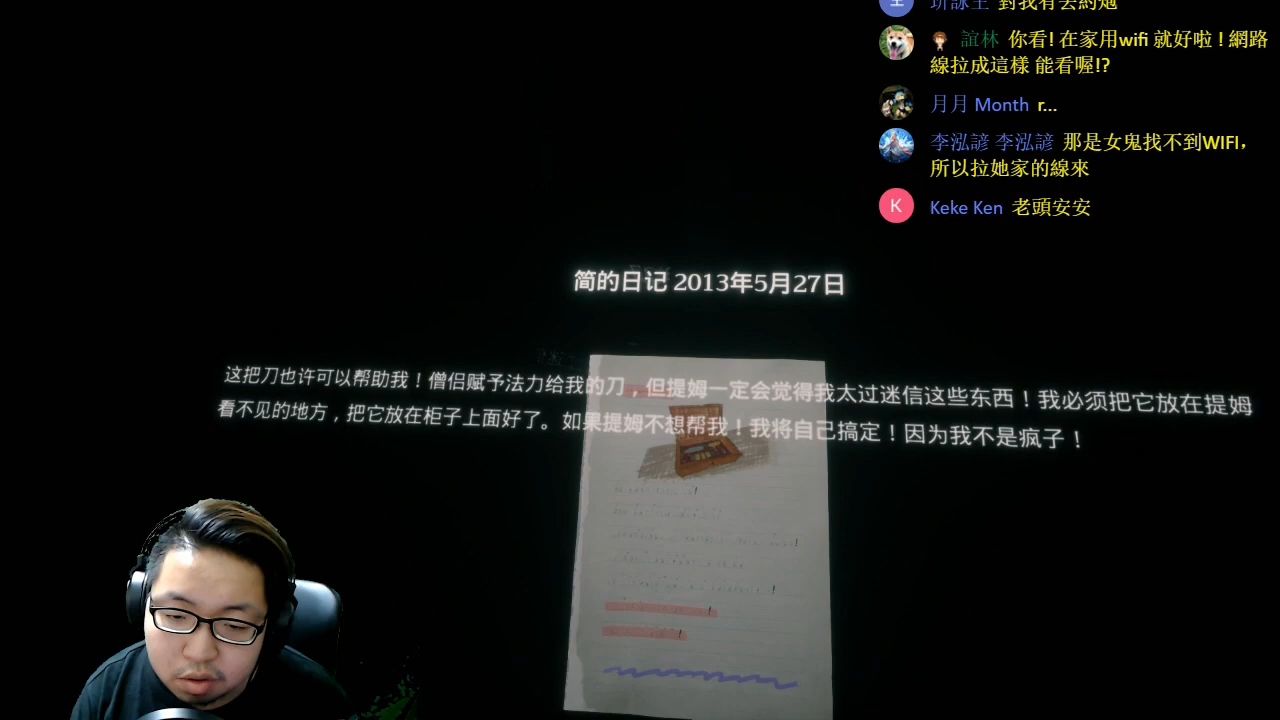 對我有去約炮
誼林 你看! 在家用wifi 就好啦 ! 網路
線拉成這樣 能看喔!?
月月 Month r...
李泓諺 李泓諺 那是女鬼找不到WIFI，
所以拉她家的線來
K Keke Ken 老頭安安
简的日记 2013年5月27日
这把刀也许可以帮助我！僧侣赋予法力给我的刀，但提姆一定会觉得我太过迷信这些东西！我必须把它放在提姆
看不见的地方，把它放在柜子上面好了。如果提姆不想帮我！我将自己搞定！因为我不是疯子！